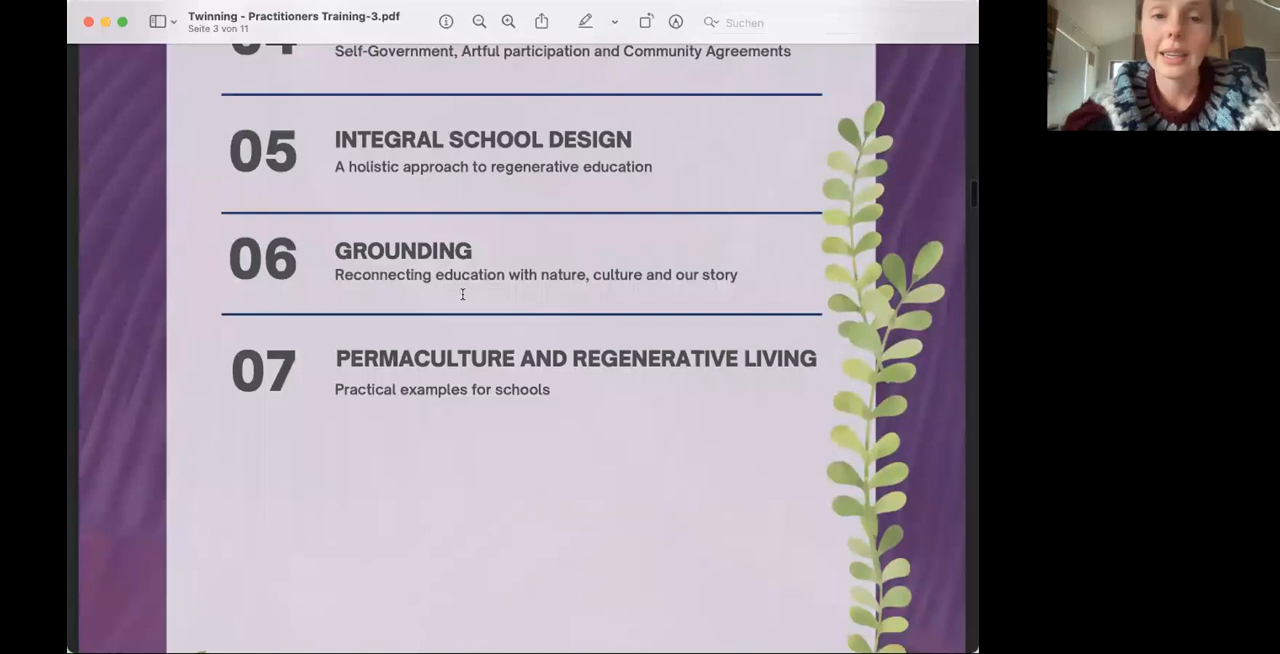 Twinning - Practitioners Training-3.pdf
Seite 3 von 11
Suchen
Self-Government, Artful participation and Community Agreements
05
INTEGRAL SCHOOL DESIGN
A holistic approach to regenerative education
06
GROUNDING
Reconnecting education with nature, culture and our story
07
PERMACULTURE AND REGENERATIVE LIVING
Practical examples for schools